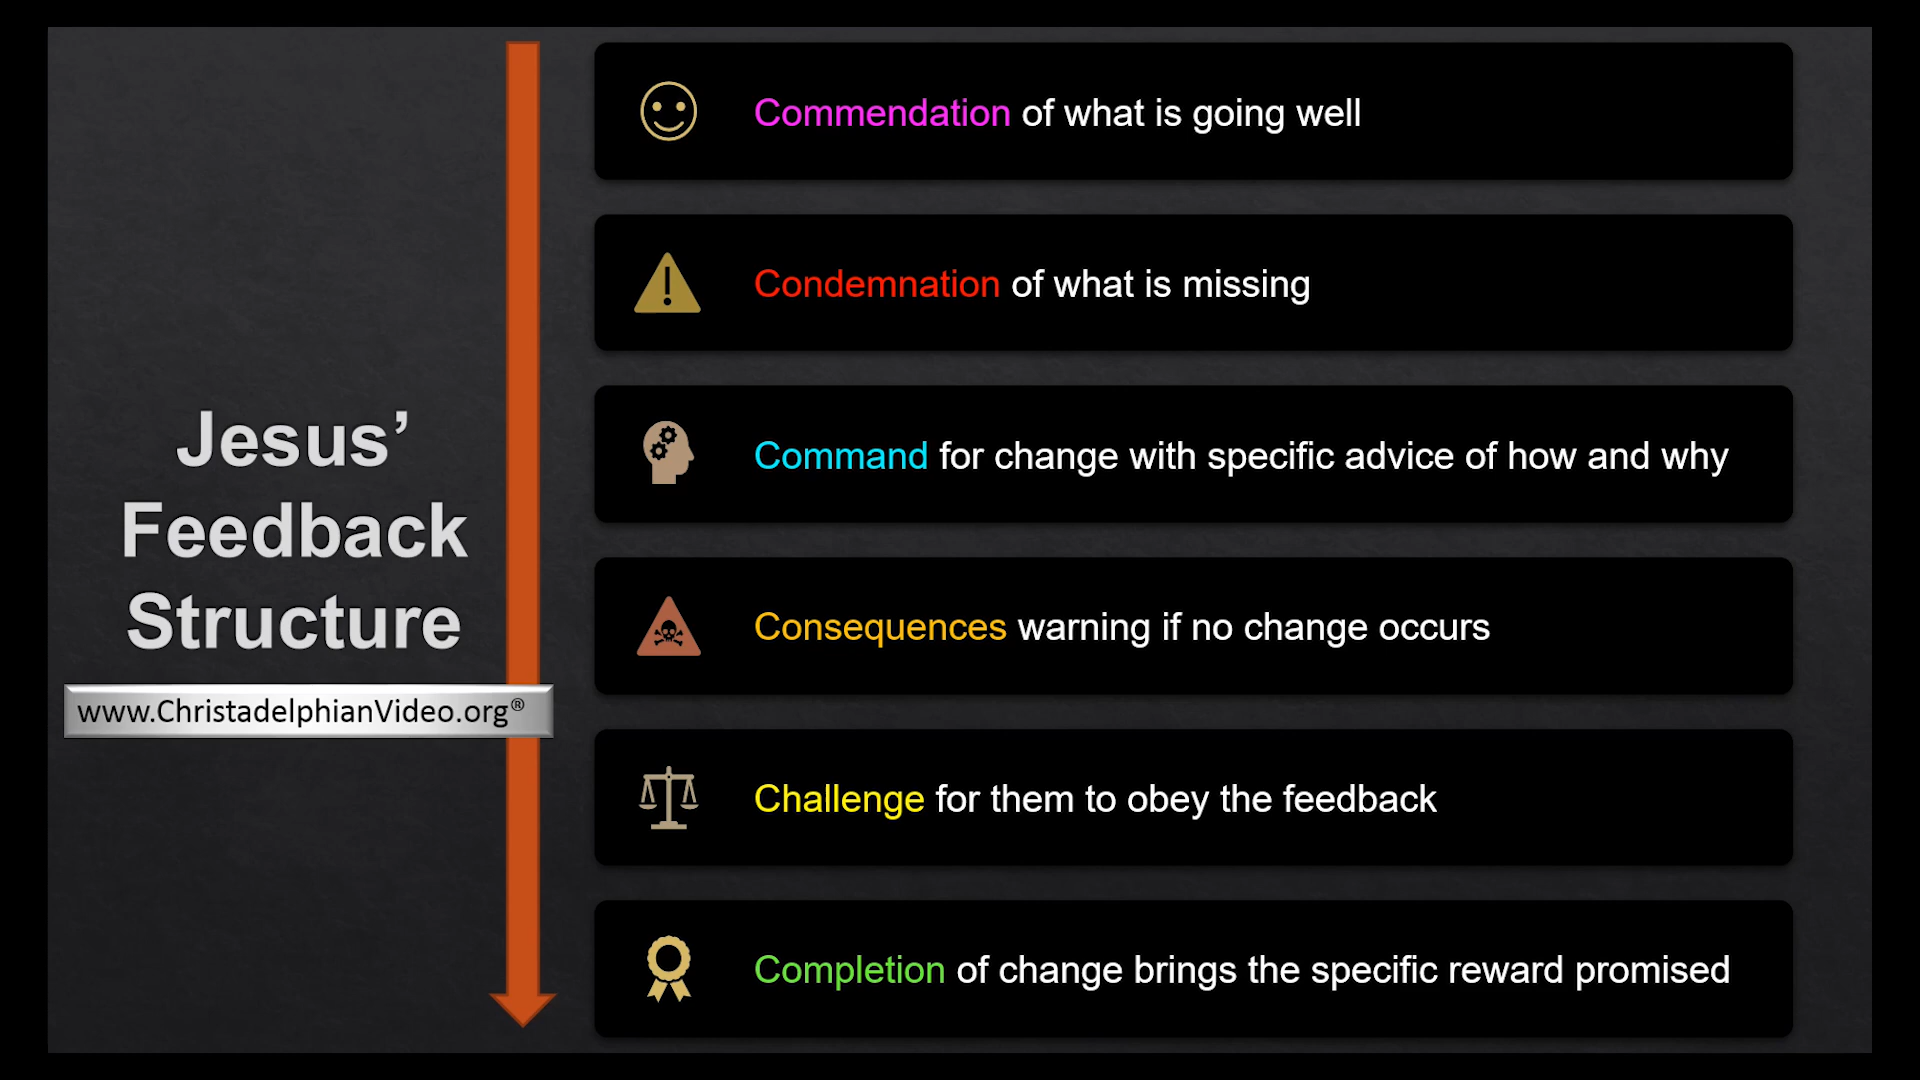 Jesus’
Feedback
Structure
www.ChristadelphianVideo.org®
Commendation of what is going well
Condemnation of what is missing
Command for change with specific advice of how and why
Consequences warning if no change occurs
Challenge for them to obey the feedback
Completion of change brings the specific reward promised